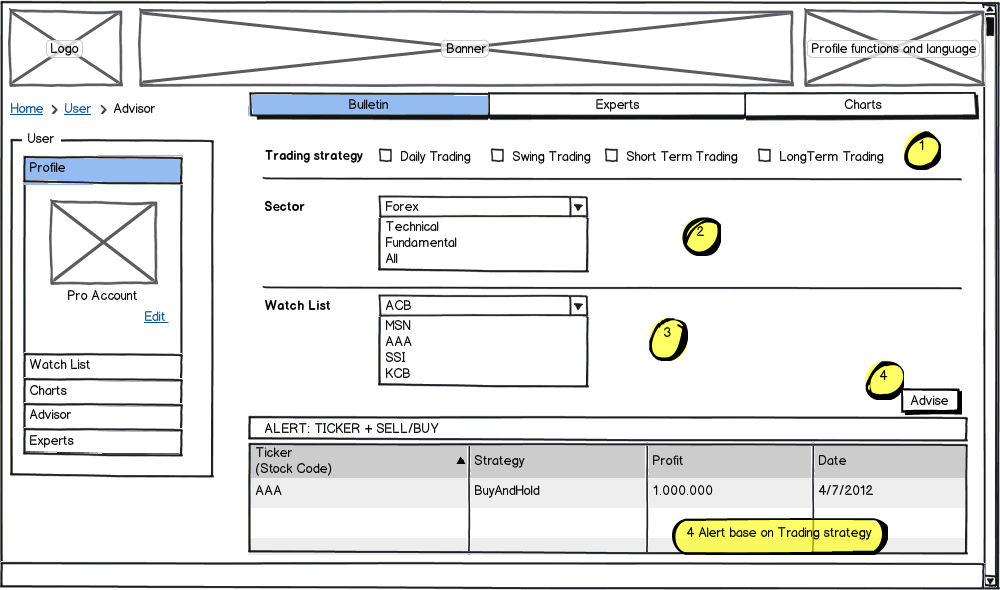 Logo
Banner
Profile functions and language
Home > User > Advisor
Bulletin
Experts
Charts
User
Profile
Pro Account
Edit
Watch List
Charts
Advisor
Experts
Trading strategy
Daily Trading
Swing Trading
Short Term Trading
LongTerm Trading
1
Sector
Forex
Technical
Fundamental
All
2
Watch List
ACB
MSN
AAA
SSI
KCB
3
4
Advise
ALERT: TICKER + SELL/BUY
Ticker
(Stock Code)
Strategy
Profit
Date
AAA
BuyAndHold
1.000.000
4/7/2012
4 Alert base on Trading strategy